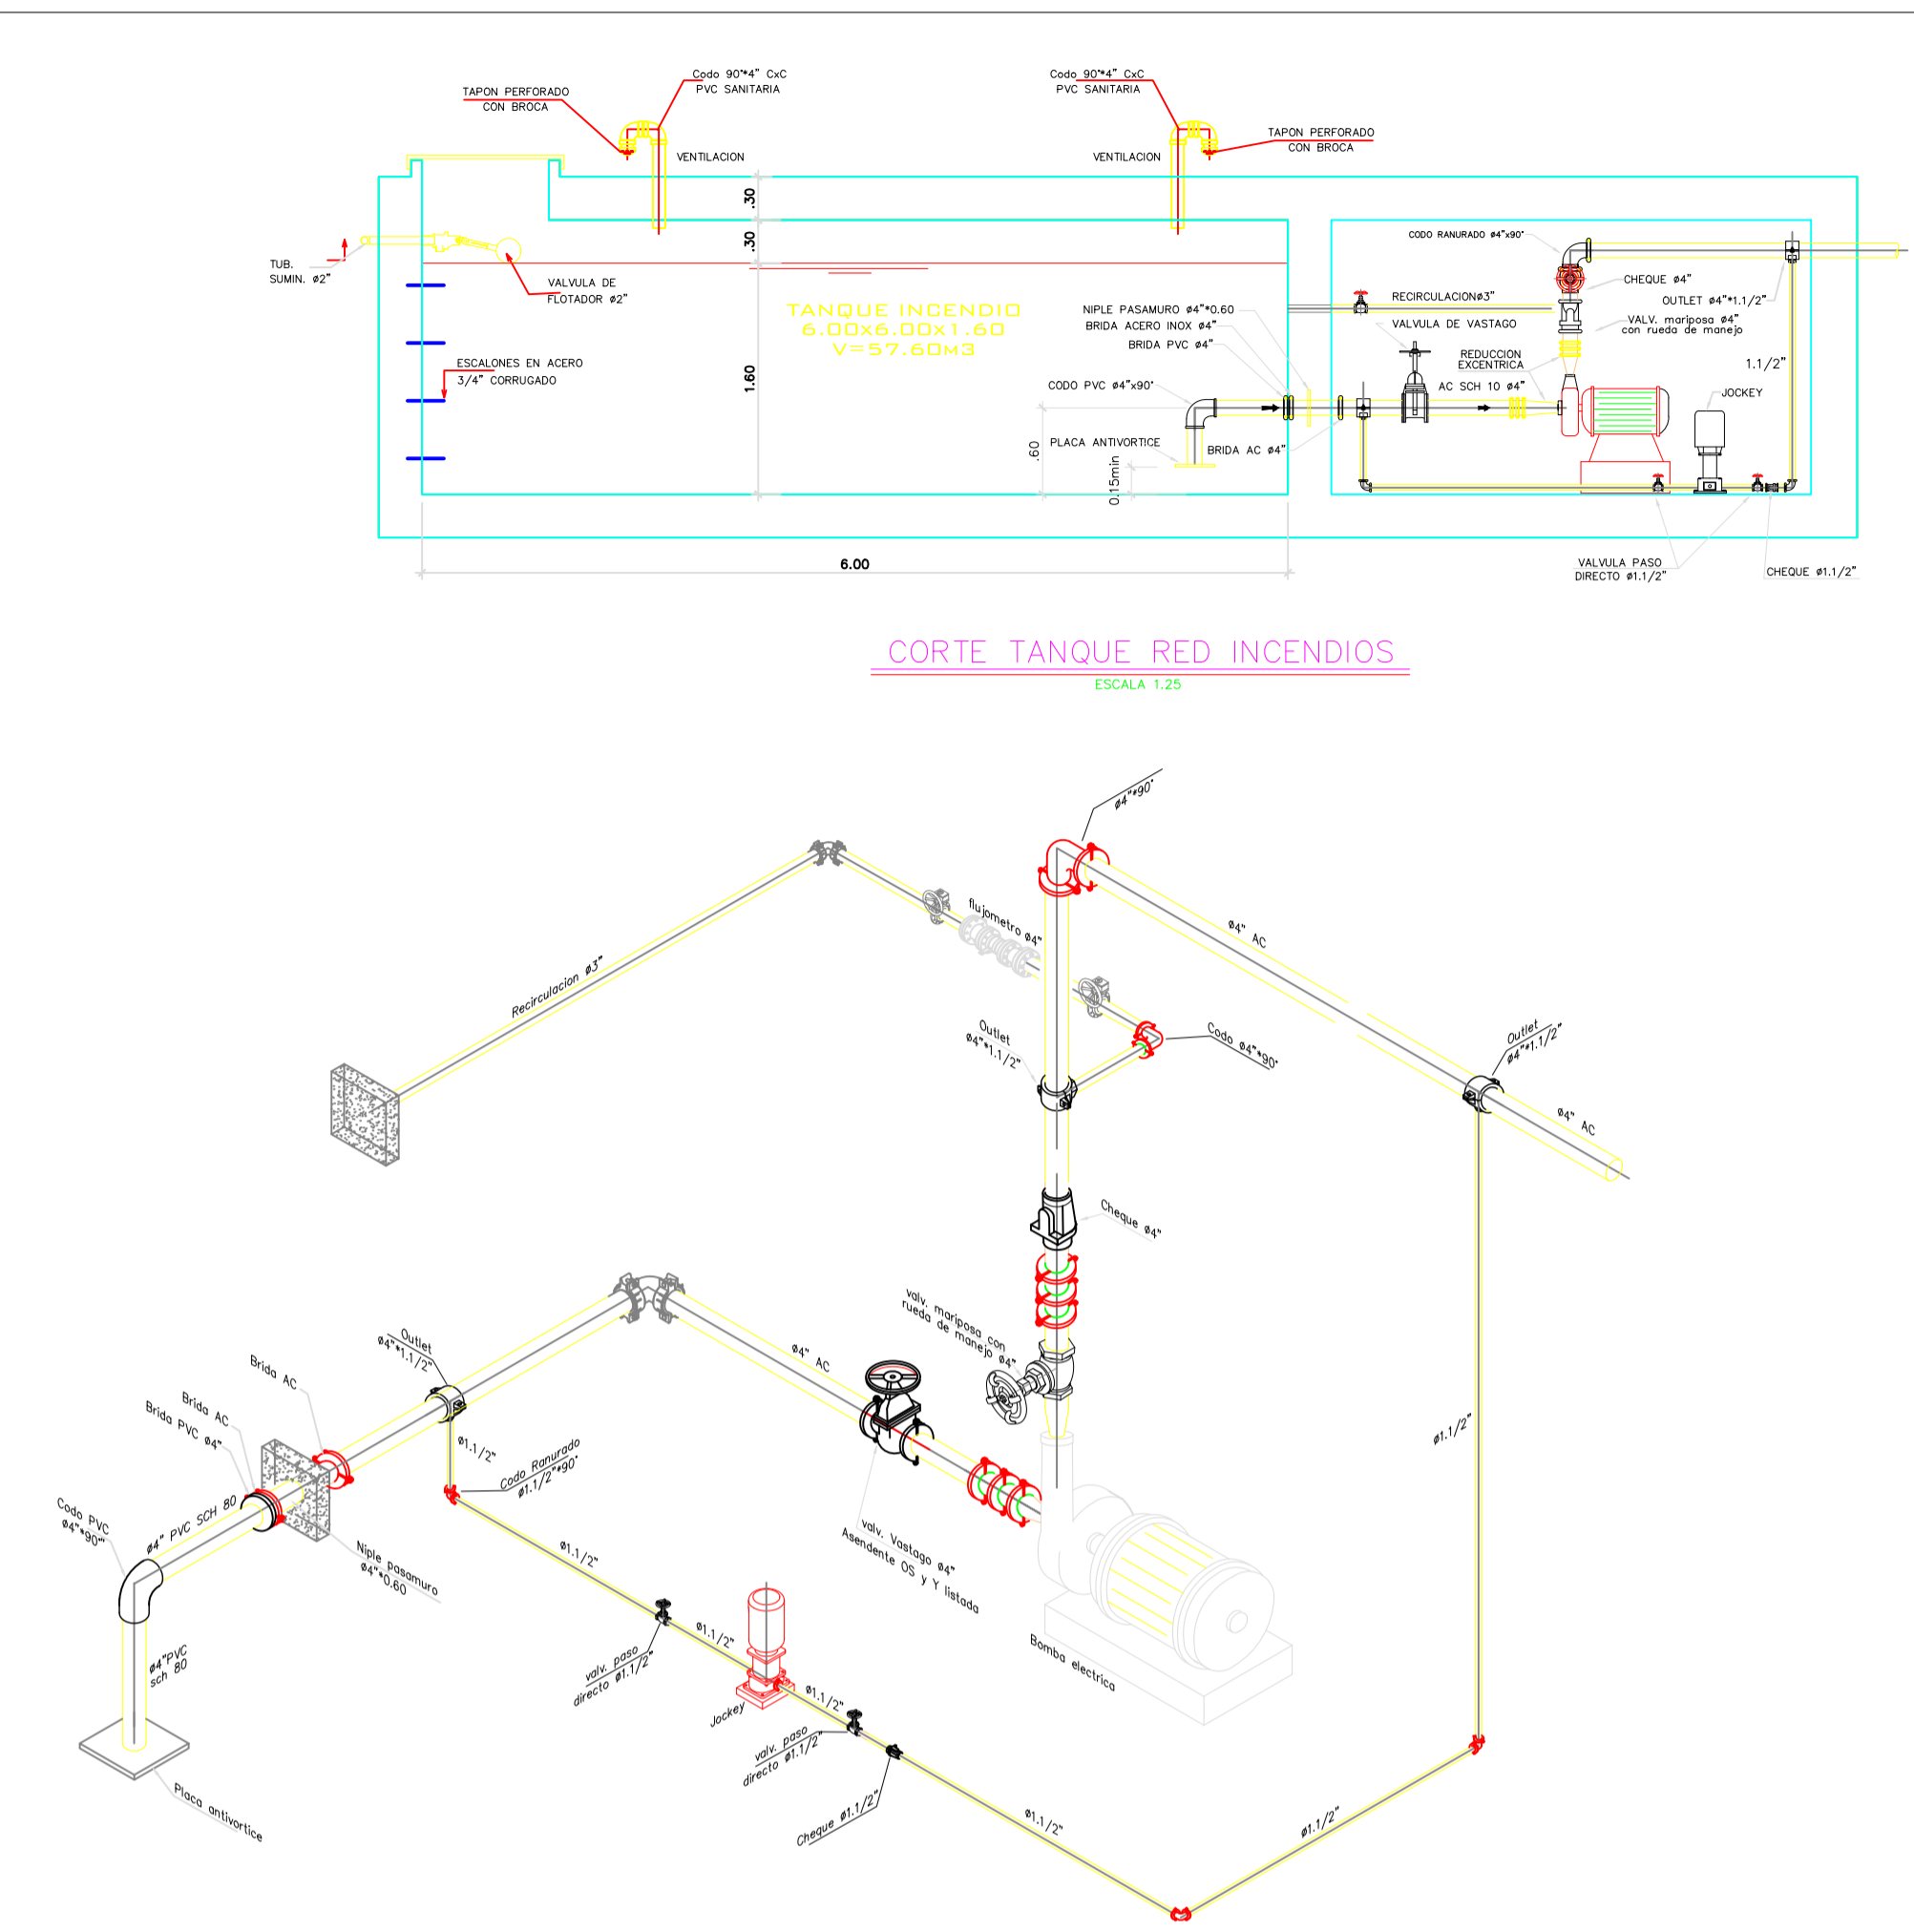 TAPON PERFORADO
CON BROCA
Codo 90°*4" CxC
PVC SANITARIA
VENTILACION
Codo 90°*4" CxC
PVC SANITARIA
TAPON PERFORADO
CON BROCA
VENTILACION
.30
.30
1.60
TUB.
SUMIN. ø2"
VALVULA DE
FLOTADOR ø2"
ESCALONES EN ACERO
3/4" CORRUGADO
TANQUE INCENDIO
6.00x6.00x1.60
V=57,60M3
NIPLE PASAMURO ø4"*0.60
BRIDA ACERO INOX ø4"
BRIDA PVC ø4"
CODO PVC ø4"x90°
PLACA ANTIVORTICE
.60
0.15min
BRIDA AC ø4"
CODO RANURADO ø4"x90°
CHEQUE ø4"
RECIRCULACIONø3"
OUTLET ø4"*1.1/2"
VALVULA DE VASTAGO
VALV. mariposa ø4"
con rueda de manejo
REDUCCION
EXCENTRICA
1.1/2"
AC SCH 10 ø4"
JOCKEY
VALVULA PASO
DIRECTO ø1.1/2"
CHEQUE ø1.1/2"
6.00
CORTE TANQUE RED INCENDIOS
ESCALA 1.25
ø4"*90°
ø4" AC
flujometro ø4"
Recirculacion ø3"
Outlet
ø4"*1.1/2"
Codo ø4"*90°
Outlet
ø4"*1.1/2"
ø4" AC
Cheque ø4"
valv. mariposa con
rueda de manejo ø4"
Outlet
ø4"*1.1/2"
ø4" AC
Brida AC
Brida AC
Brida PVC ø4"
ø1.1/2"
Codo Ranurado
ø1.1/2"*90°
ø1.1/2"
Codo PVC
ø4"*90°"
ø4" PVC SCH 80
Niple pasamuro
ø4"*0.60
ø1.1/2"
valv. Vastago ø4"
Asendente OS y Y listada
ø4"PVC
sch 80
valv. paso
directo ø1.1/2"
ø1.1/2"
Bomba electrica
Jockey
ø1.1/2"
valv. paso
directo ø1.1/2"
Placa antivortice
Cheque ø1.1/2"
ø1.1/2"
ø1.1/2"